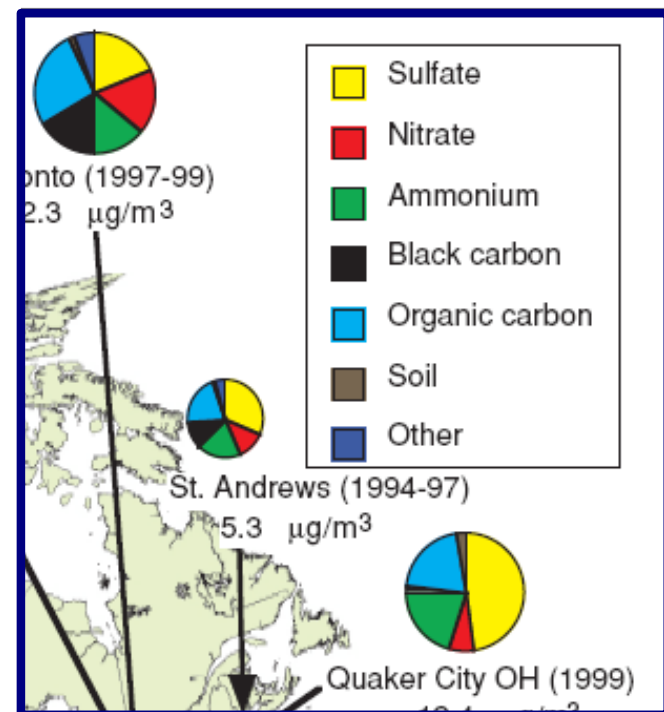 Sulfate
Nitrate
Ammonium
Black carbon
Organic carbon
Soil
Other
onto (1997-99)
2.3 μg/m3
St. Andrews (1994-97)
5.3 μg/m3
Quaker City OH (1999)